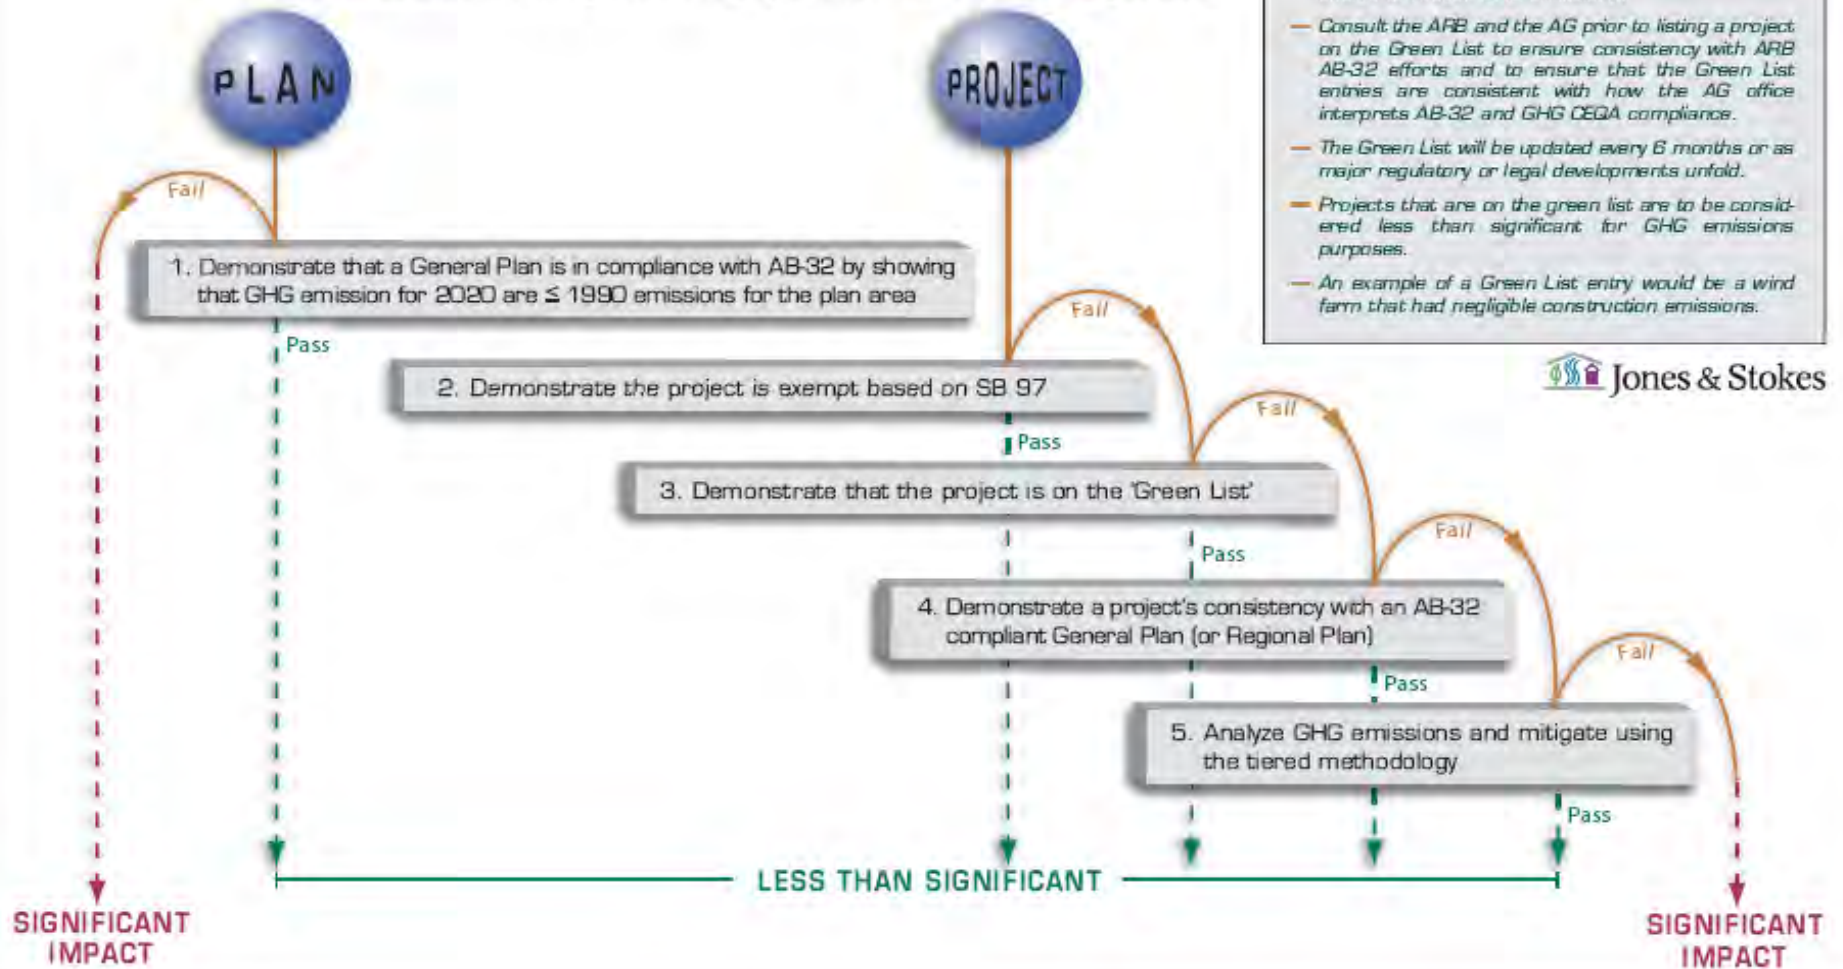 PLAN
PROJECT
— Consult the ARB and the AG prior to listing a project
on the Green List to ensure consistency with ARB
AB-32 efforts and to ensure that the Green List
entries are consistent with how the AG office
interprets AB-32 and GHG CEQA compliance.
— The Green List will be updated every 6 months or as
major regulatory or legal developments unfold.
— Projects that are on the green list are to be consid-
ered less than significant for GHG emissions
purposes.
— An example of a Green List entry would be a wind
farm that had negligible construction emissions.
Jones & Stokes
Fail
1. Demonstrate that a General Plan is in compliance with AB-32 by showing
that GHG emission for 2020 are ≤ 1990 emissions for the plan area
Pass
Fail
2. Demonstrate the project is exempt based on SB 97
Pass
Fail
3. Demonstrate that the project is on the 'Green List'
Pass
Fail
4. Demonstrate a project's consistency with an AB-32
compliant General Plan (or Regional Plan)
Pass
Fail
5. Analyze GHG emissions and mitigate using
the tiered methodology
Pass
LESS THAN SIGNIFICANT
SIGNIFICANT
IMPACT
SIGNIFICANT
IMPACT